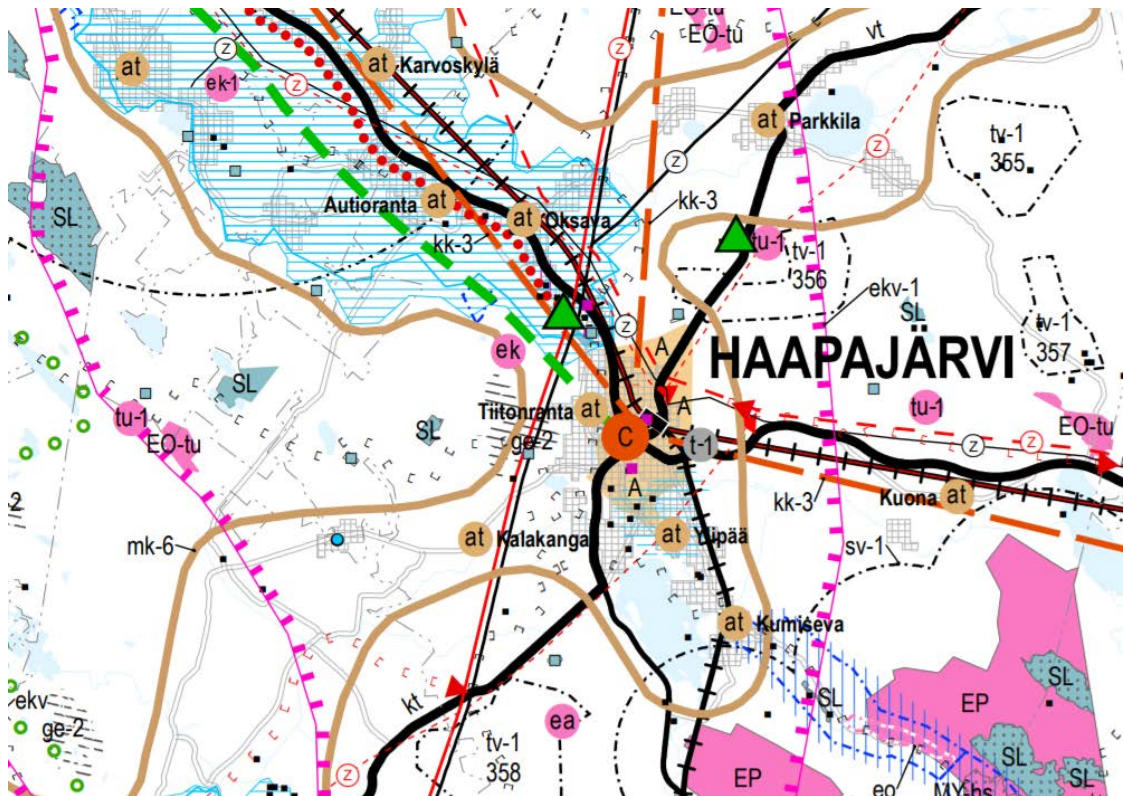 EO-tu
EO-tu
vt
z
z
at
Karvoskylä
at
ek-1
z
z
at
Parkkila
z
tv-1
355
SL
Autioranta
at
at
Oksava
kk-3
kk-3
tu-1
tv-1
356
ekv-1
SL
tv-1
357
z
ek
A
HAAPAJÄRVI
SL
tu-1
EO-tu
SL
Tiitonranta
at
ge-2
C
A
t-1
tu-1
EO-tu
z
z
A
kk-3
Kuona
at
2
mk-6
at
Kalakangas
at
Ylipää
sv-1
at
Kumiseva
SL
SL
EP
ekv
ge-2
kt
ea
tv-1
358
z
EP
eo
MY-hs
SL
SL